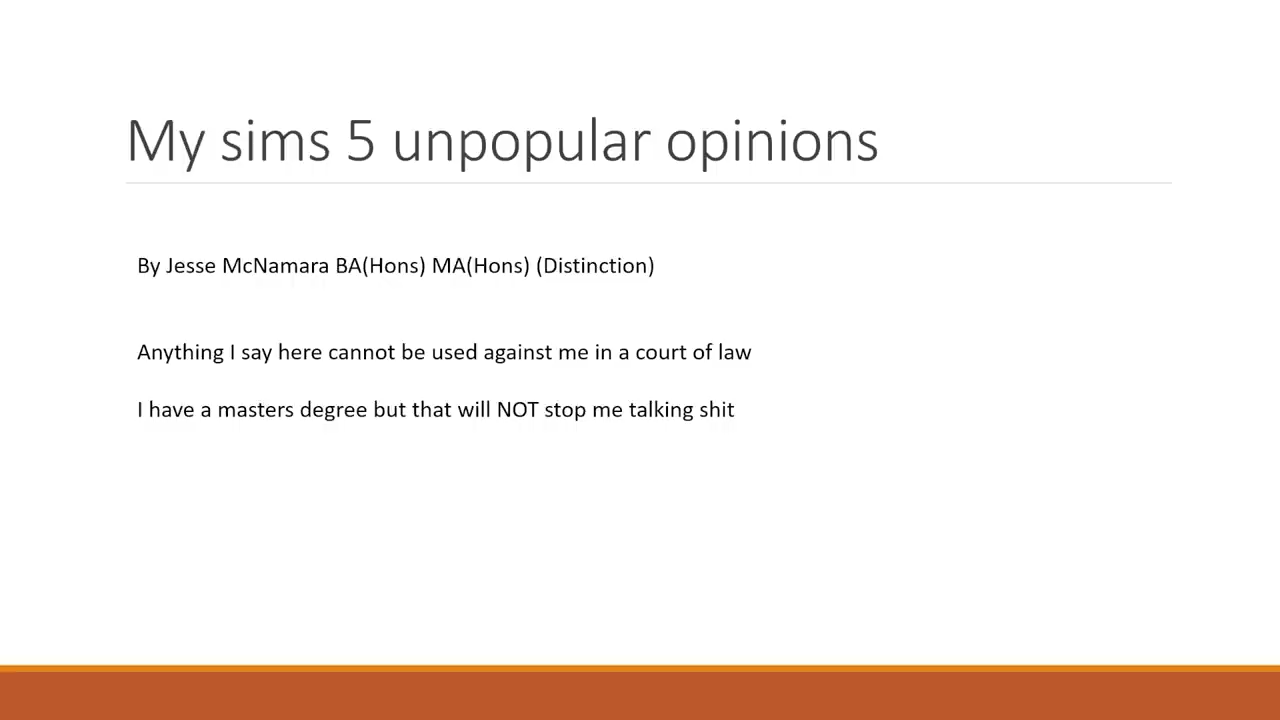 My sims 5 unpopular opinions
By Jesse McNamara BA(Hons) MA(Hons) (Distinction)
Anything I say here cannot be used against me in a court of law
I have a masters degree but that will NOT stop me talking shit